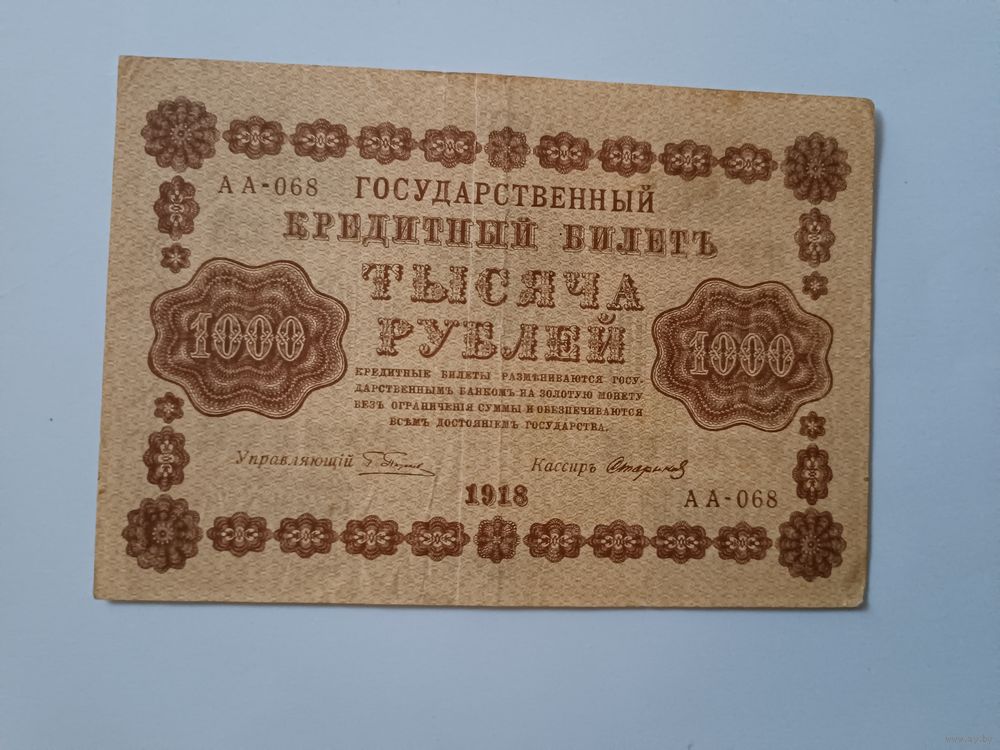 АА-068 ГОСУДАРСТВЕННЫЙ
КРЕДИТНЫЙ БИЛЕТЪ
ТЫСЯЧА
РУБЛЕЙ
1000 1000
КРЕДИТНЫЕ БИЛЕТЫ РАЗМѢНИВАЮТСЯ ГОСУ-
ДАРСТВЕННЫМЪ БАНКОМЪ НА ЗОЛОТУЮ МОНЕТУ
БЕЗЪ ОГРАНИЧЕНІЯ СУММЫ И ОБЕЗПЕЧИВАЮТСЯ
ВСѢМЪ ДОСТОЯНІЕМЪ ГОСУДАРСТВА.
Управляющій Кассиръ Стариковъ
1918 АА-068